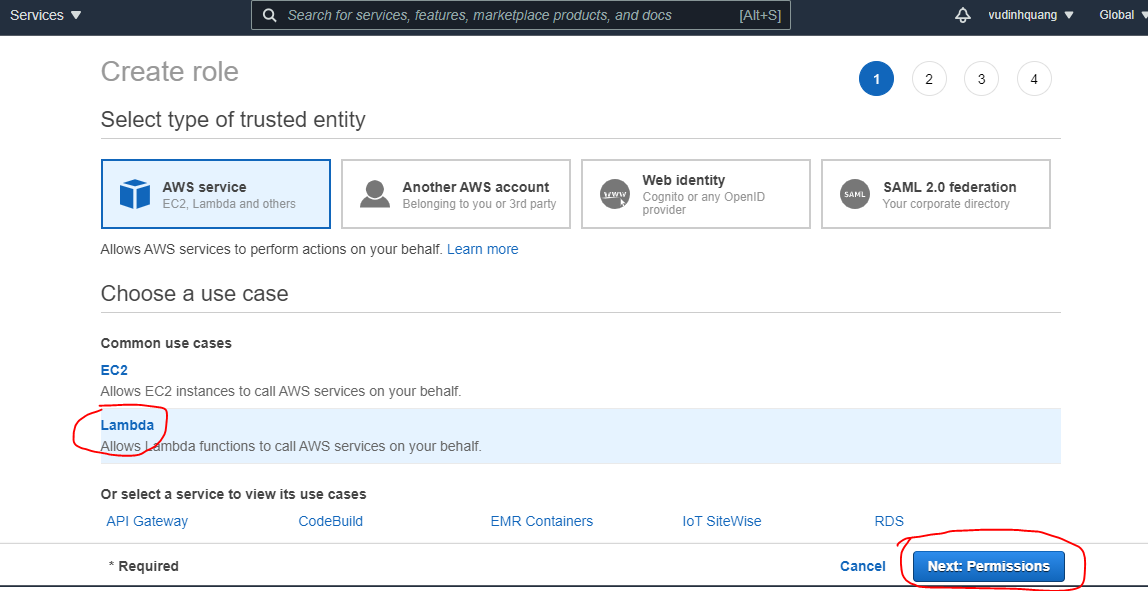 Services Search for services, features, marketplace products, and docs [Alt+S] vudinhquang Global
Create role
1 2 3 4
Select type of trusted entity
AWS service
EC2, Lambda and others
Another AWS account
Belonging to you or 3rd party
WWW
Web identity
Cognito or any OpenID
provider
SAML
SAML 2.0 federation
Your corporate directory
Allows AWS services to perform actions on your behalf. Learn more
Choose a use case
Common use cases
EC2
Allows EC2 instances to call AWS services on your behalf.
Lambda
Allows Lambda functions to call AWS services on your behalf.
Or select a service to view its use cases
API Gateway CodeBuild EMR Containers IoT SiteWise RDS
* Required Cancel Next: Permissions